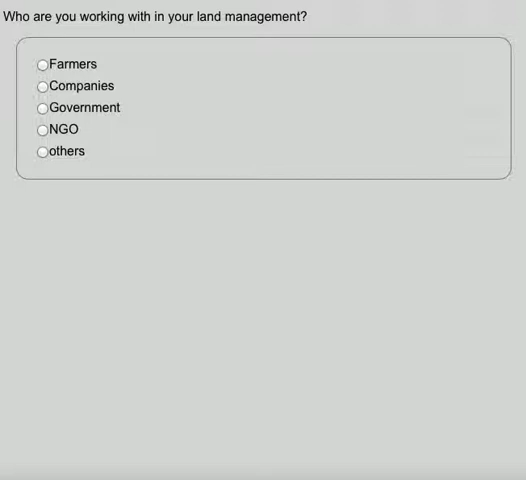 Who are you working with in your land management?
Farmers
Companies
Government
NGO
others